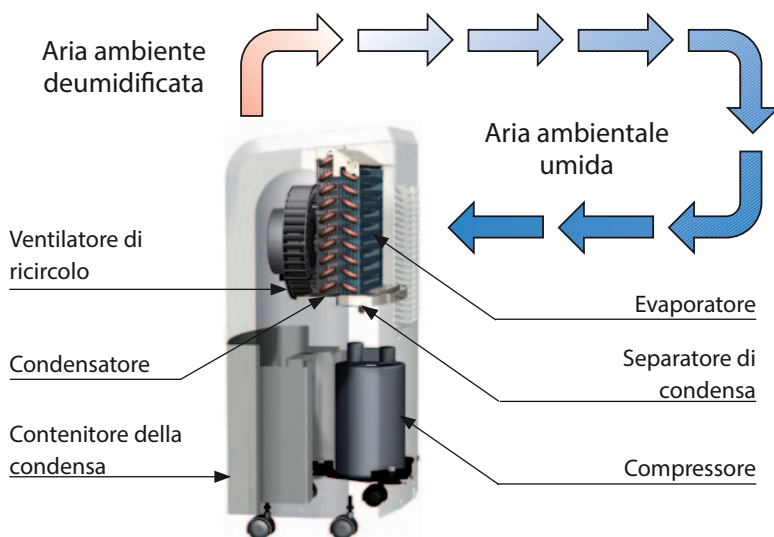 Aria ambiente
deumidificata
Aria ambientale
umida
Ventilatore di
ricircolo
Condensatore
Contenitore della
condensa
Evaporatore
Separatore di
condensa
Compressore